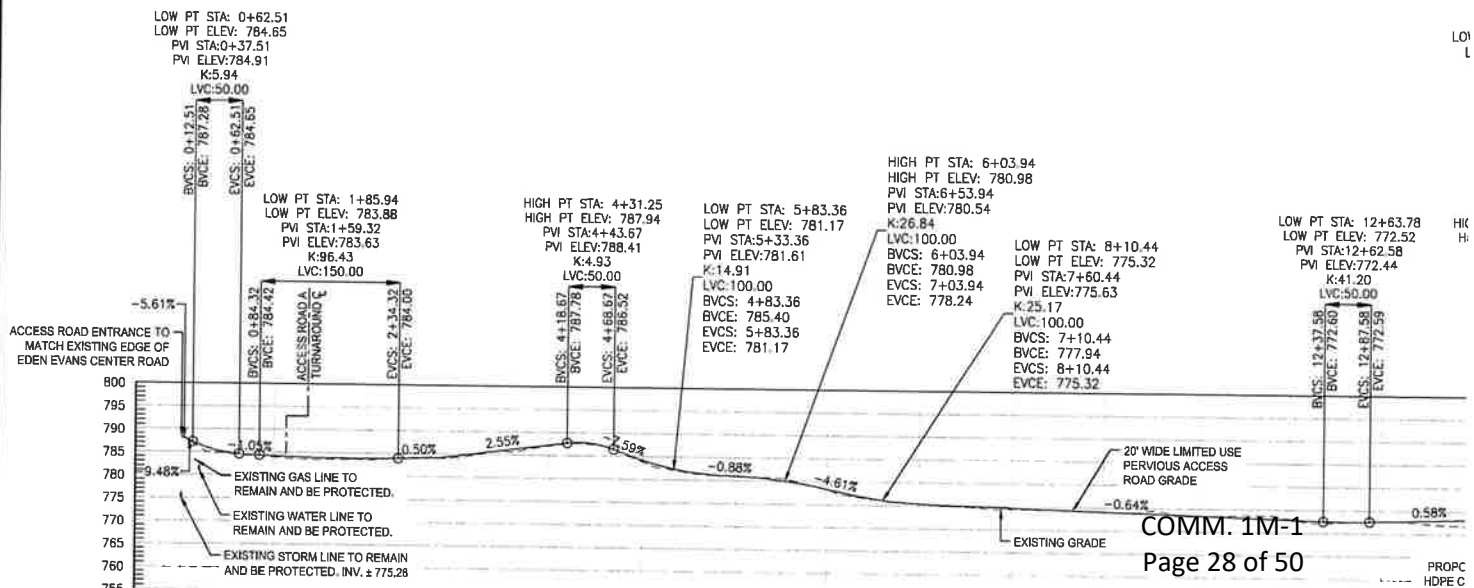 LOW PT STA: 0+62.51
LOW PT ELEV: 784.65
PVI STA:0+37.51
PVI ELEV:784.91
K:5.94
LVC:50.00
BVCS: 0+12.51
BVCE: 787.28
EVCS: 0+62.51
EVCE: 784.65
LOW PT STA: 1+85.94
LOW PT ELEV: 783.88
PVI STA:1+59.32
PVI ELEV:783.63
K:96.43
LVC:150.00
BVCS: 0+84.32
BVCE: 784.42
ACCESS ROAD A
TURNAROUND ℄
EVCS: 2+34.32
EVCE: 784.00
HIGH PT STA: 4+31.25
HIGH PT ELEV: 787.94
PVI STA:4+43.67
PVI ELEV:788.41
K:4.93
LVC:50.00
BVCS: 4+18.67
BVCE: 787.78
EVCS: 4+68.67
EVCE: 786.52
LOW PT STA: 5+83.36
LOW PT ELEV: 781.17
PVI STA:5+33.36
PVI ELEV:781.61
K:14.91
LVC:100.00
BVCS: 4+83.36
BVCE: 785.40
EVCS: 5+83.36
EVCE: 781.17
HIGH PT STA: 6+03.94
HIGH PT ELEV: 780.98
PVI STA:6+53.94
PVI ELEV:780.54
K:26.84
LVC:100.00
BVCS: 6+03.94
BVCE: 780.98
EVCS: 7+03.94
EVCE: 778.24
LOW PT STA: 8+10.44
LOW PT ELEV: 775.32
PVI STA:7+60.44
PVI ELEV:775.63
K:25.17
LVC:100.00
BVCS: 7+10.44
BVCE: 777.94
EVCS: 8+10.44
EVCE: 775.32
LOW PT STA: 12+63.78
LOW PT ELEV: 772.52
PVI STA:12+62.58
PVI ELEV:772.44
K:41.20
LVC:50.00
BVCS: 12+37.58
BVCE: 772.60
EVCS: 12+87.58
EVCE: 772.59
-5.61%
ACCESS ROAD ENTRANCE TO
MATCH EXISTING EDGE OF
EDEN EVANS CENTER ROAD
800
795
790
785
780
775
770
765
760
-9.48%
-1.05%
0.50%
2.55%
-7.59%
-0.88%
-4.61%
-0.64%
0.58%
EXISTING GAS LINE TO
REMAIN AND BE PROTECTED.
EXISTING WATER LINE TO
REMAIN AND BE PROTECTED.
EXISTING STORM LINE TO REMAIN
AND BE PROTECTED. INV. ± 775.28
20' WIDE LIMITED USE
PERVIOUS ACCESS
ROAD GRADE
EXISTING GRADE
COMM. 1M-1
Page 28 of 50
HDPE